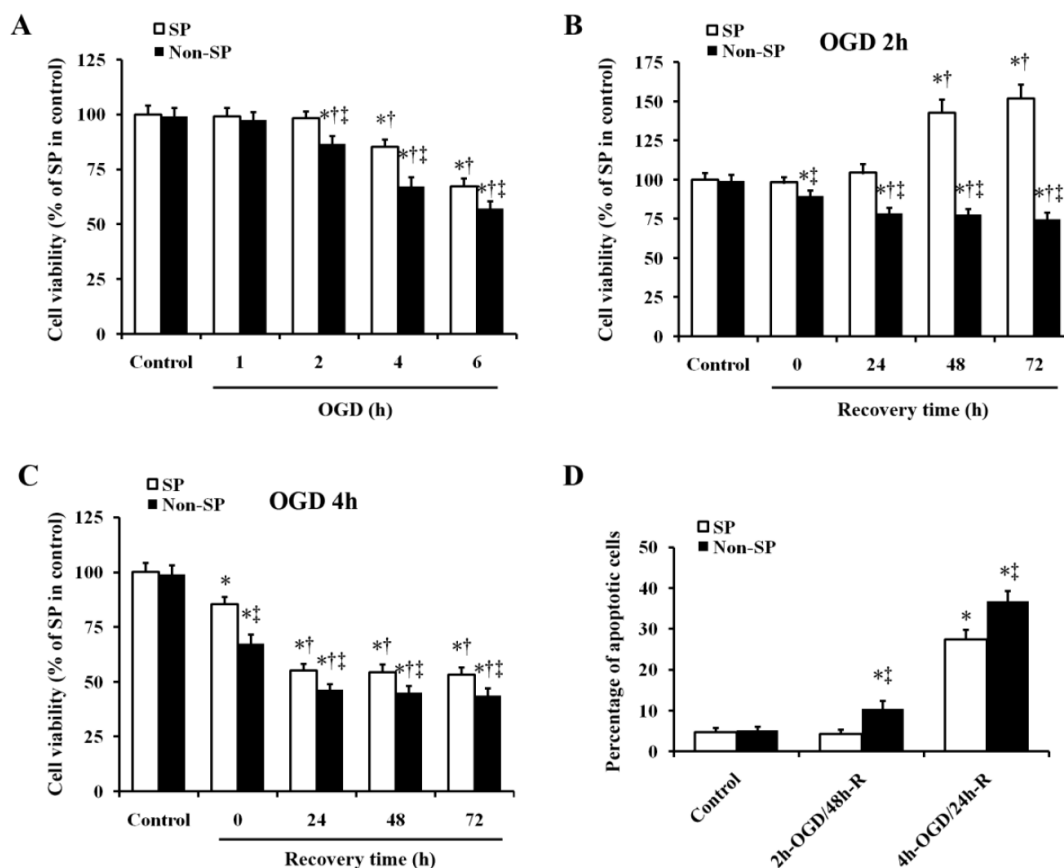 A
SP
Non-SP
Cell viability (% of SP in control)
125
100
75
50
25
0
*†‡
*†
*†‡
*†
*†‡
Control
1
2
4
6
OGD (h)
B
OGD 2h
SP
Non-SP
Cell viability (% of SP in control)
175
150
125
100
75
50
25
0
*‡
*†‡
*†
*†‡
*†
*†‡
Control
0
24
48
72
Recovery time (h)
C
OGD 4h
SP
Non-SP
Cell viability (% of SP in control)
125
100
75
50
25
0
*
*‡
*†
*†‡
*†
*†‡
*†
*†‡
Control
0
24
48
72
Recovery time (h)
D
SP
Non-SP
Percentage of apoptotic cells
50
40
30
20
10
0
*‡
*
*‡
Control
2h-OGD/48h-R
4h-OGD/24h-R